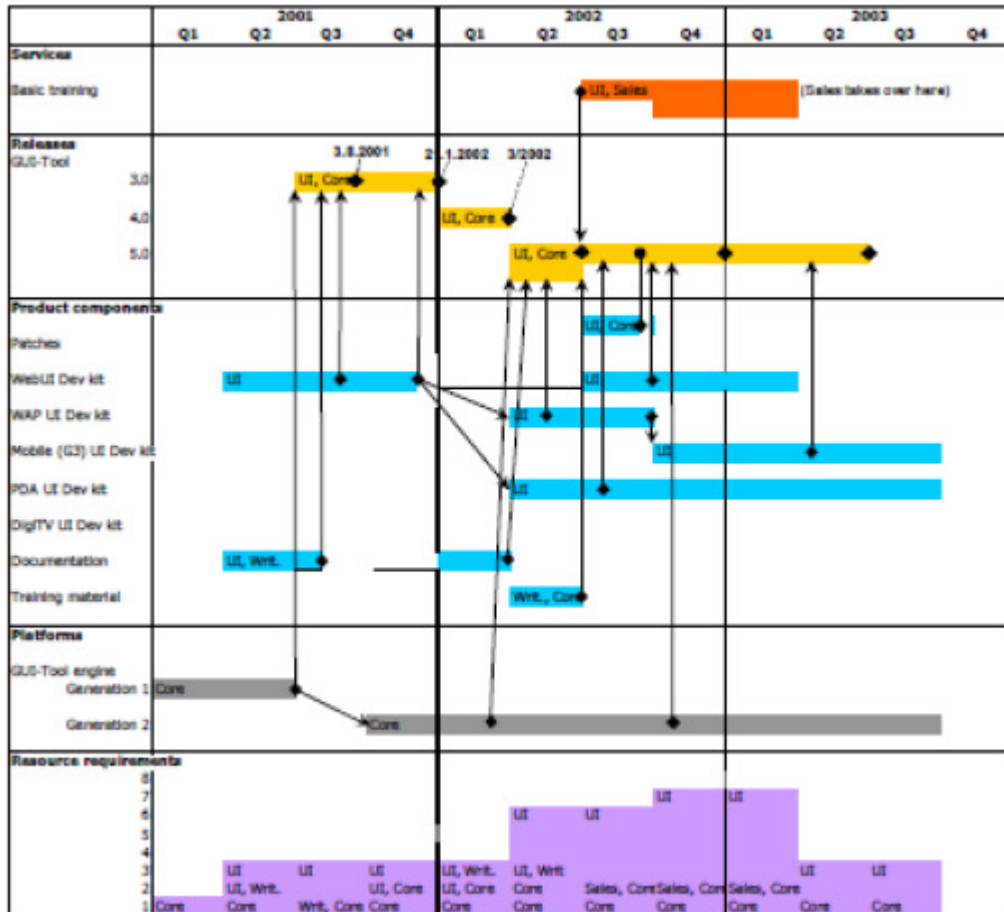 2001 2002 2003
Q1 Q2 Q3 Q4 Q1 Q2 Q3 Q4 Q1 Q2 Q3 Q4
Services
Basic training UI, Sales (Sales takes over here)
Releases
GUI-Tool 3.8.2001 1.2002 3/2002
3.0 UI, Core
4.0 UI, Core
5.0 UI, Core
Product components
UI, Core
Patches
WebUI Dev kit UI UI
WAP UI Dev kit UI
Mobile (G3) UI Dev kit UI
PDA UI Dev kit UI
DigiTV UI Dev kit
Documentation UI, Writ.
Training material Writ., Core
Platforms
GUI-Tool engine
Generation 1 Core
Generation 2 Core
Resource requirements
8
7 UI UI
6 UI UI
5
4
3 UI UI UI UI, Writ. UI, Writ UI UI
2 UI, Writ. UI, Core UI, Core Core Sales, Core Sales, Core Sales, Core UI UI
1 Core Core Writ, Core Core Core Core Core Core Core Core Core